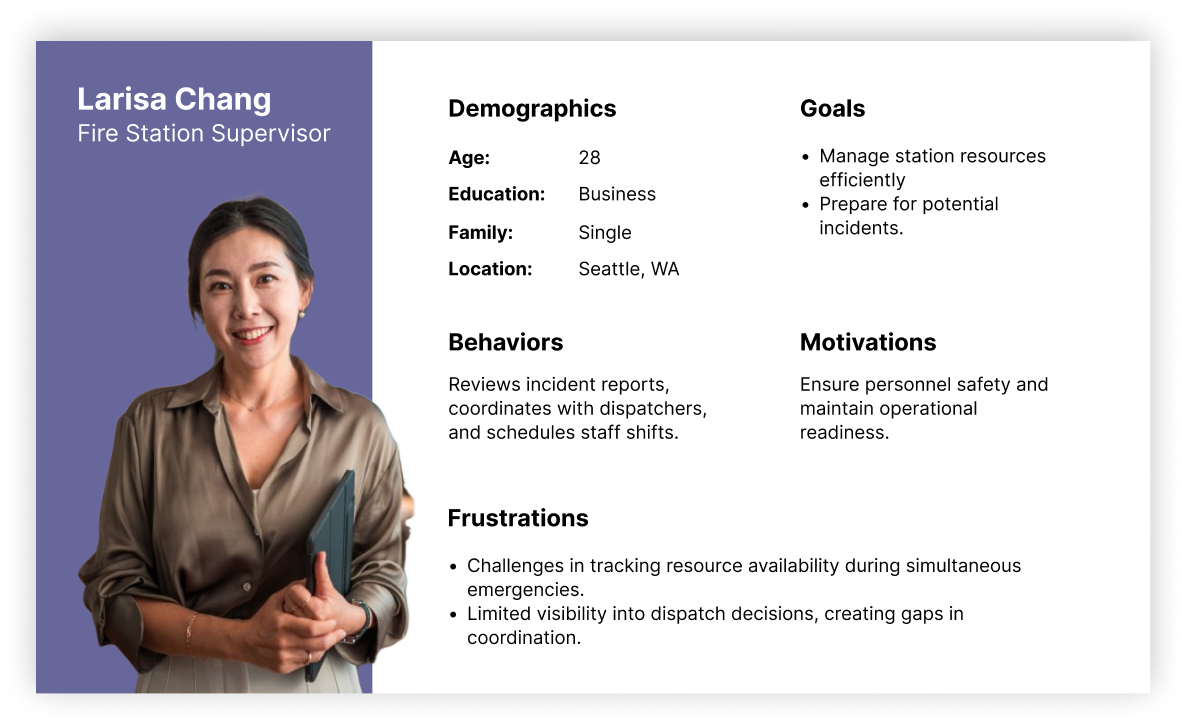 Larisa Chang
Fire Station Supervisor
Demographics
Age: 28
Education: Business
Family: Single
Location: Seattle, WA
Goals
• Manage station resources
efficiently
• Prepare for potential
incidents.
Behaviors
Reviews incident reports,
coordinates with dispatchers,
and schedules staff shifts.
Motivations
Ensure personnel safety and
maintain operational
readiness.
Frustrations
• Challenges in tracking resource availability during simultaneous
emergencies.
• Limited visibility into dispatch decisions, creating gaps in
coordination.